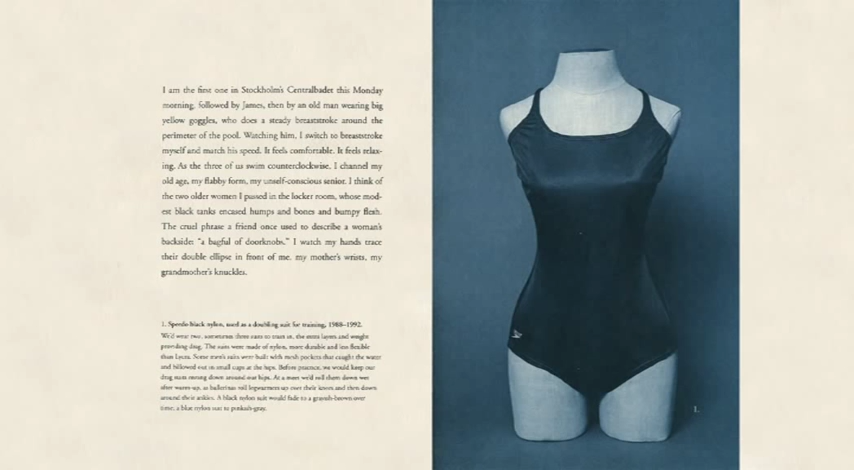 I am the first one in Stockholm's Centralbadet this Monday
morning, followed by James, then by an old man wearing big
yellow goggles, who does a steady breaststroke around the
perimeter of the pool. Watching him, I switch to breaststroke
myself and match his speed. It feels comfortable. It feels relax-
ing. As the three of us swim counterclockwise, I channel my
old age, my flabby form, my unself-conscious senior. I think of
the two older women I passed in the locker room, whose mod-
est black tanks encased humps and bones and bumpy flesh.
The cruel phrase a friend once used to describe a woman's
backside: "a bagful of doorknobs." I watch my hands trace
their double ellipse in front of me, my mother's wrists, my
grandmother's knuckles.
1. Speedo black nylon, used as a doubling suit for training, 1988–1992.
We'd wear two, sometimes three suits to train in, the extra layers and weight
providing drag. The suits were made of nylon, more durable and less flexible
than Lycra. Some men's suits were built with mesh pockets that caught the water
and billowed out in small cups at the hips. Before practice, we would keep our
drag suits resting down around our hips. At a meet we'd roll them down wet
after warm-up, as ballerinas roll legwarmers up over their knees and then down
around their ankles. A black nylon suit would fade to a grayish-brown over
time; a blue nylon suit to pinkish-gray.
1.